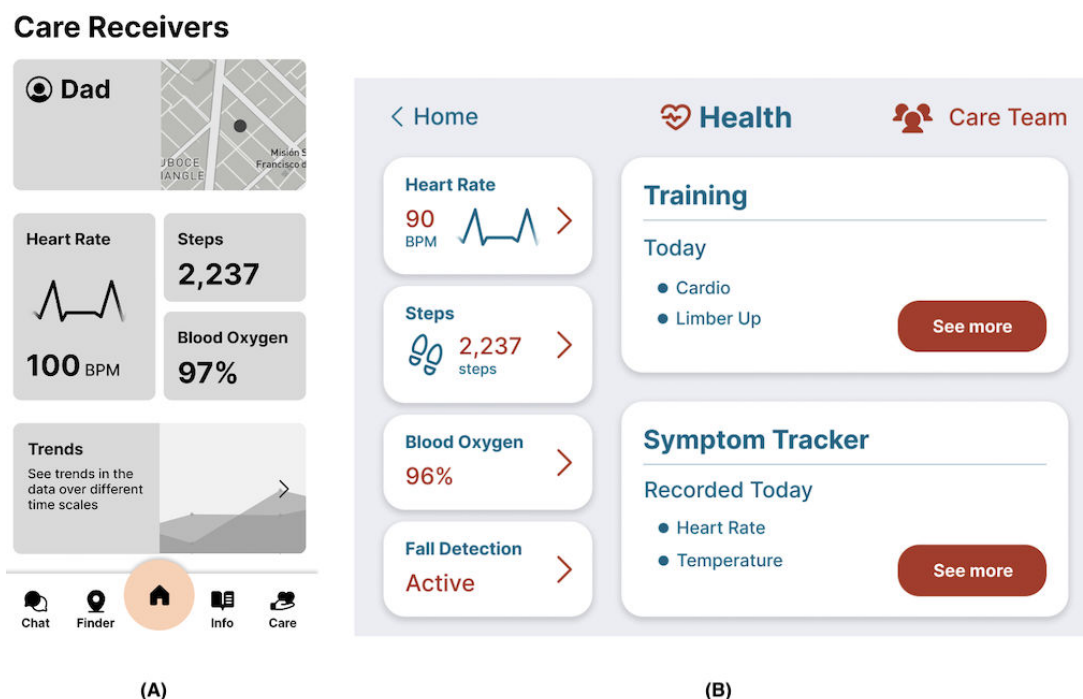 Care Receivers
Dad
UBOCE
IANGLE
Misión S
Francisco d
Heart Rate
100 BPM
Steps
2,237
Blood Oxygen
97%
Trends
See trends in the
data over different
time scales
Chat
Finder
Info
Care
(A)
Home
Health
Care Team
Heart Rate
90
BPM
Steps
2,237
steps
Blood Oxygen
96%
Fall Detection
Active
Training
Today
Cardio
Limber Up
See more
Symptom Tracker
Recorded Today
Heart Rate
Temperature
See more
(B)